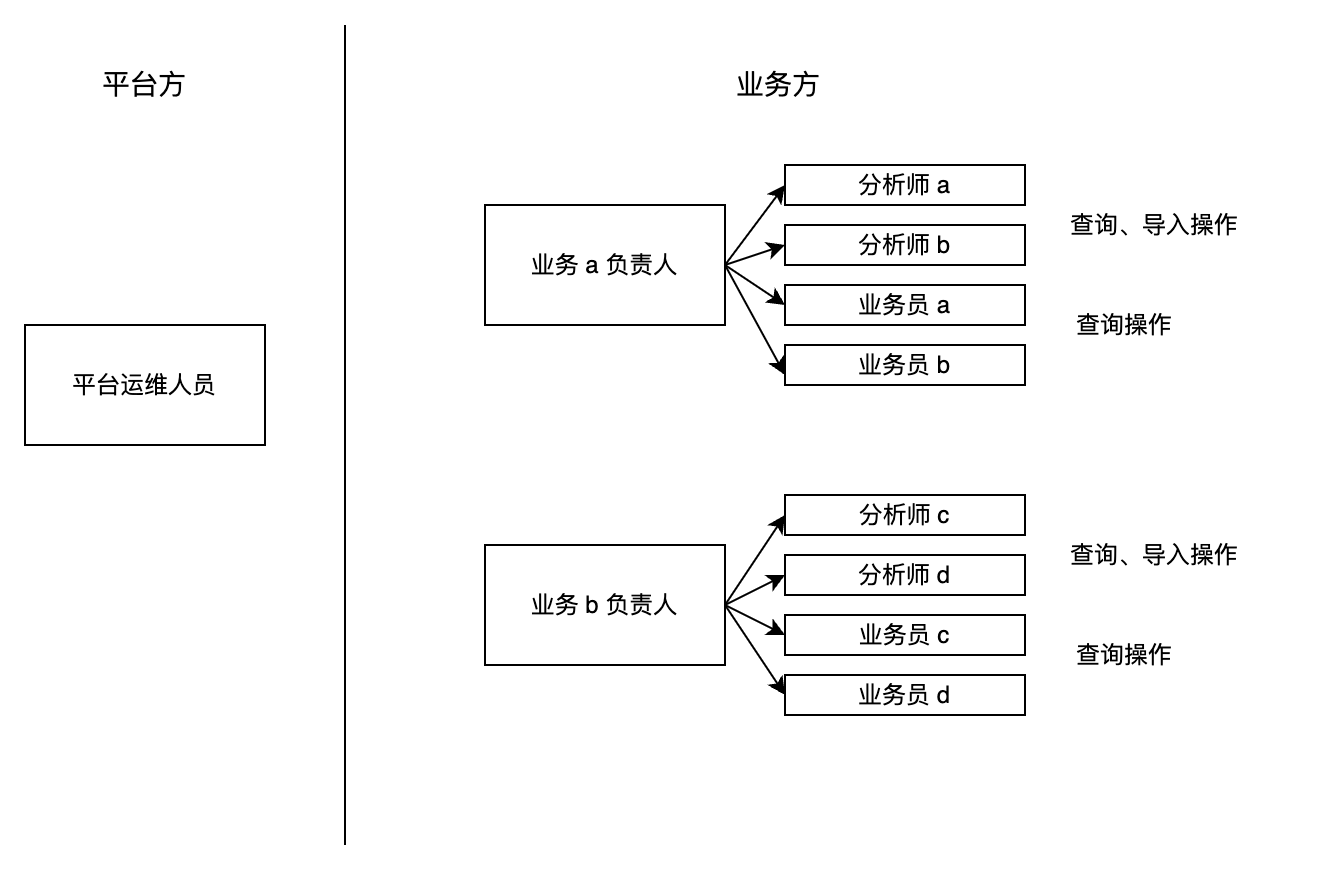 平台方
业务方
平台运维人员
业务 a 负责人
分析师 a
分析师 b
业务员 a
业务员 b
查询、导入操作
查询操作
业务 b 负责人
分析师 c
分析师 d
业务员 c
业务员 d
查询、导入操作
查询操作